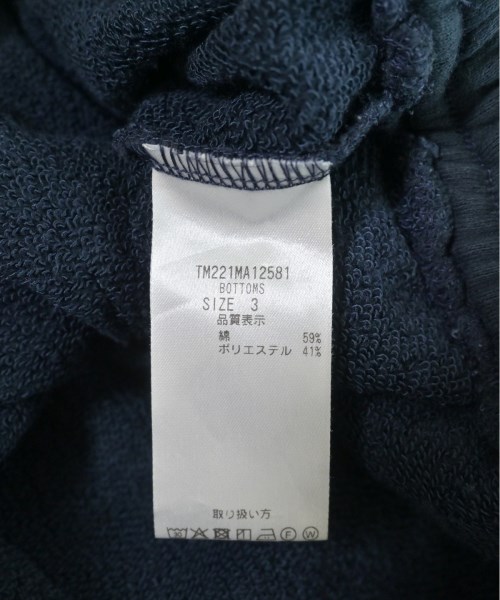 TM221MA12581
BOTTOMS
SIZE 3
品質表示
綿 59%
ポリエステル 41%
取り扱い方
F W